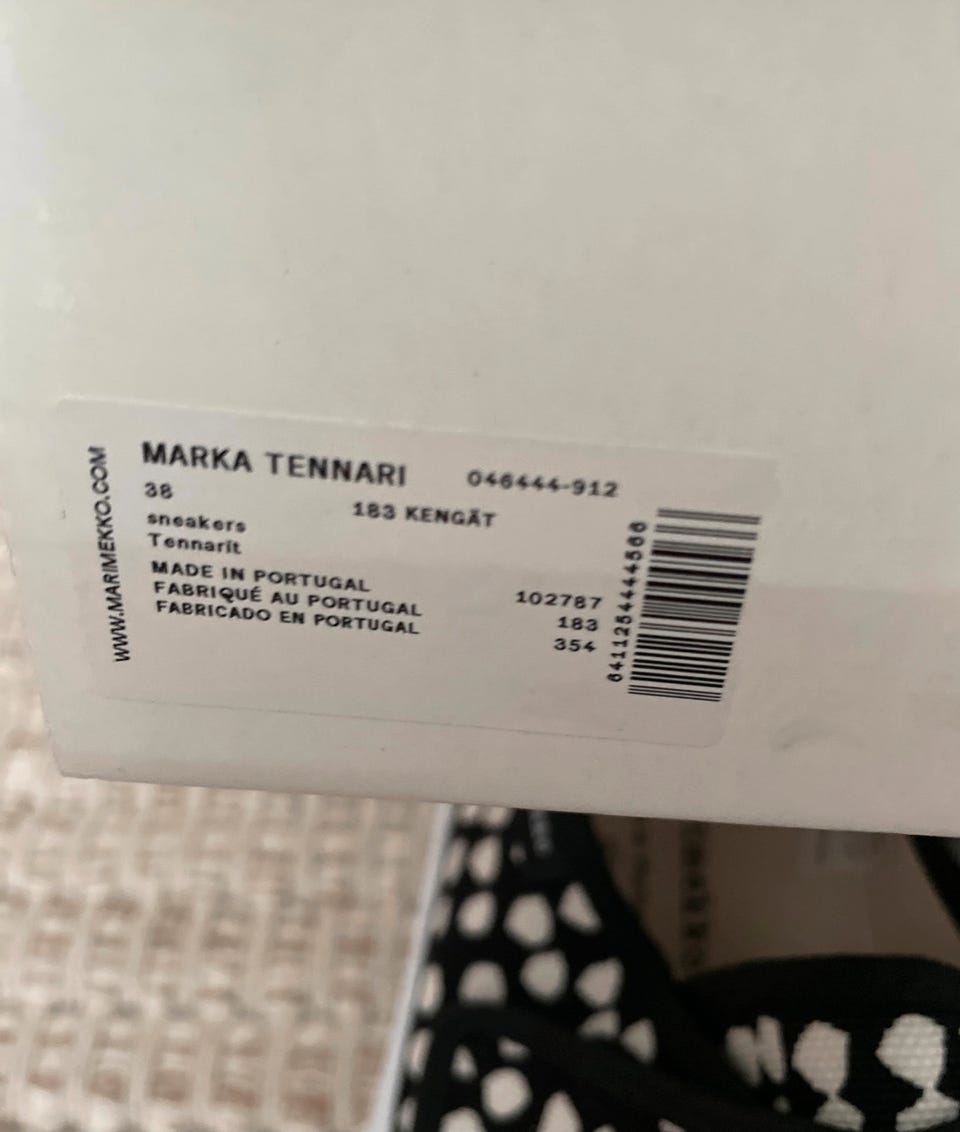 MARKA TENNARI 046444-912
38 183 KENGÄT
sneakers
Tennarit
MADE IN PORTUGAL
FABRIQUÉ AU PORTUGAL
FABRICADO EN PORTUGAL
102787
183
354
WWW.MARIMEKKO.COM